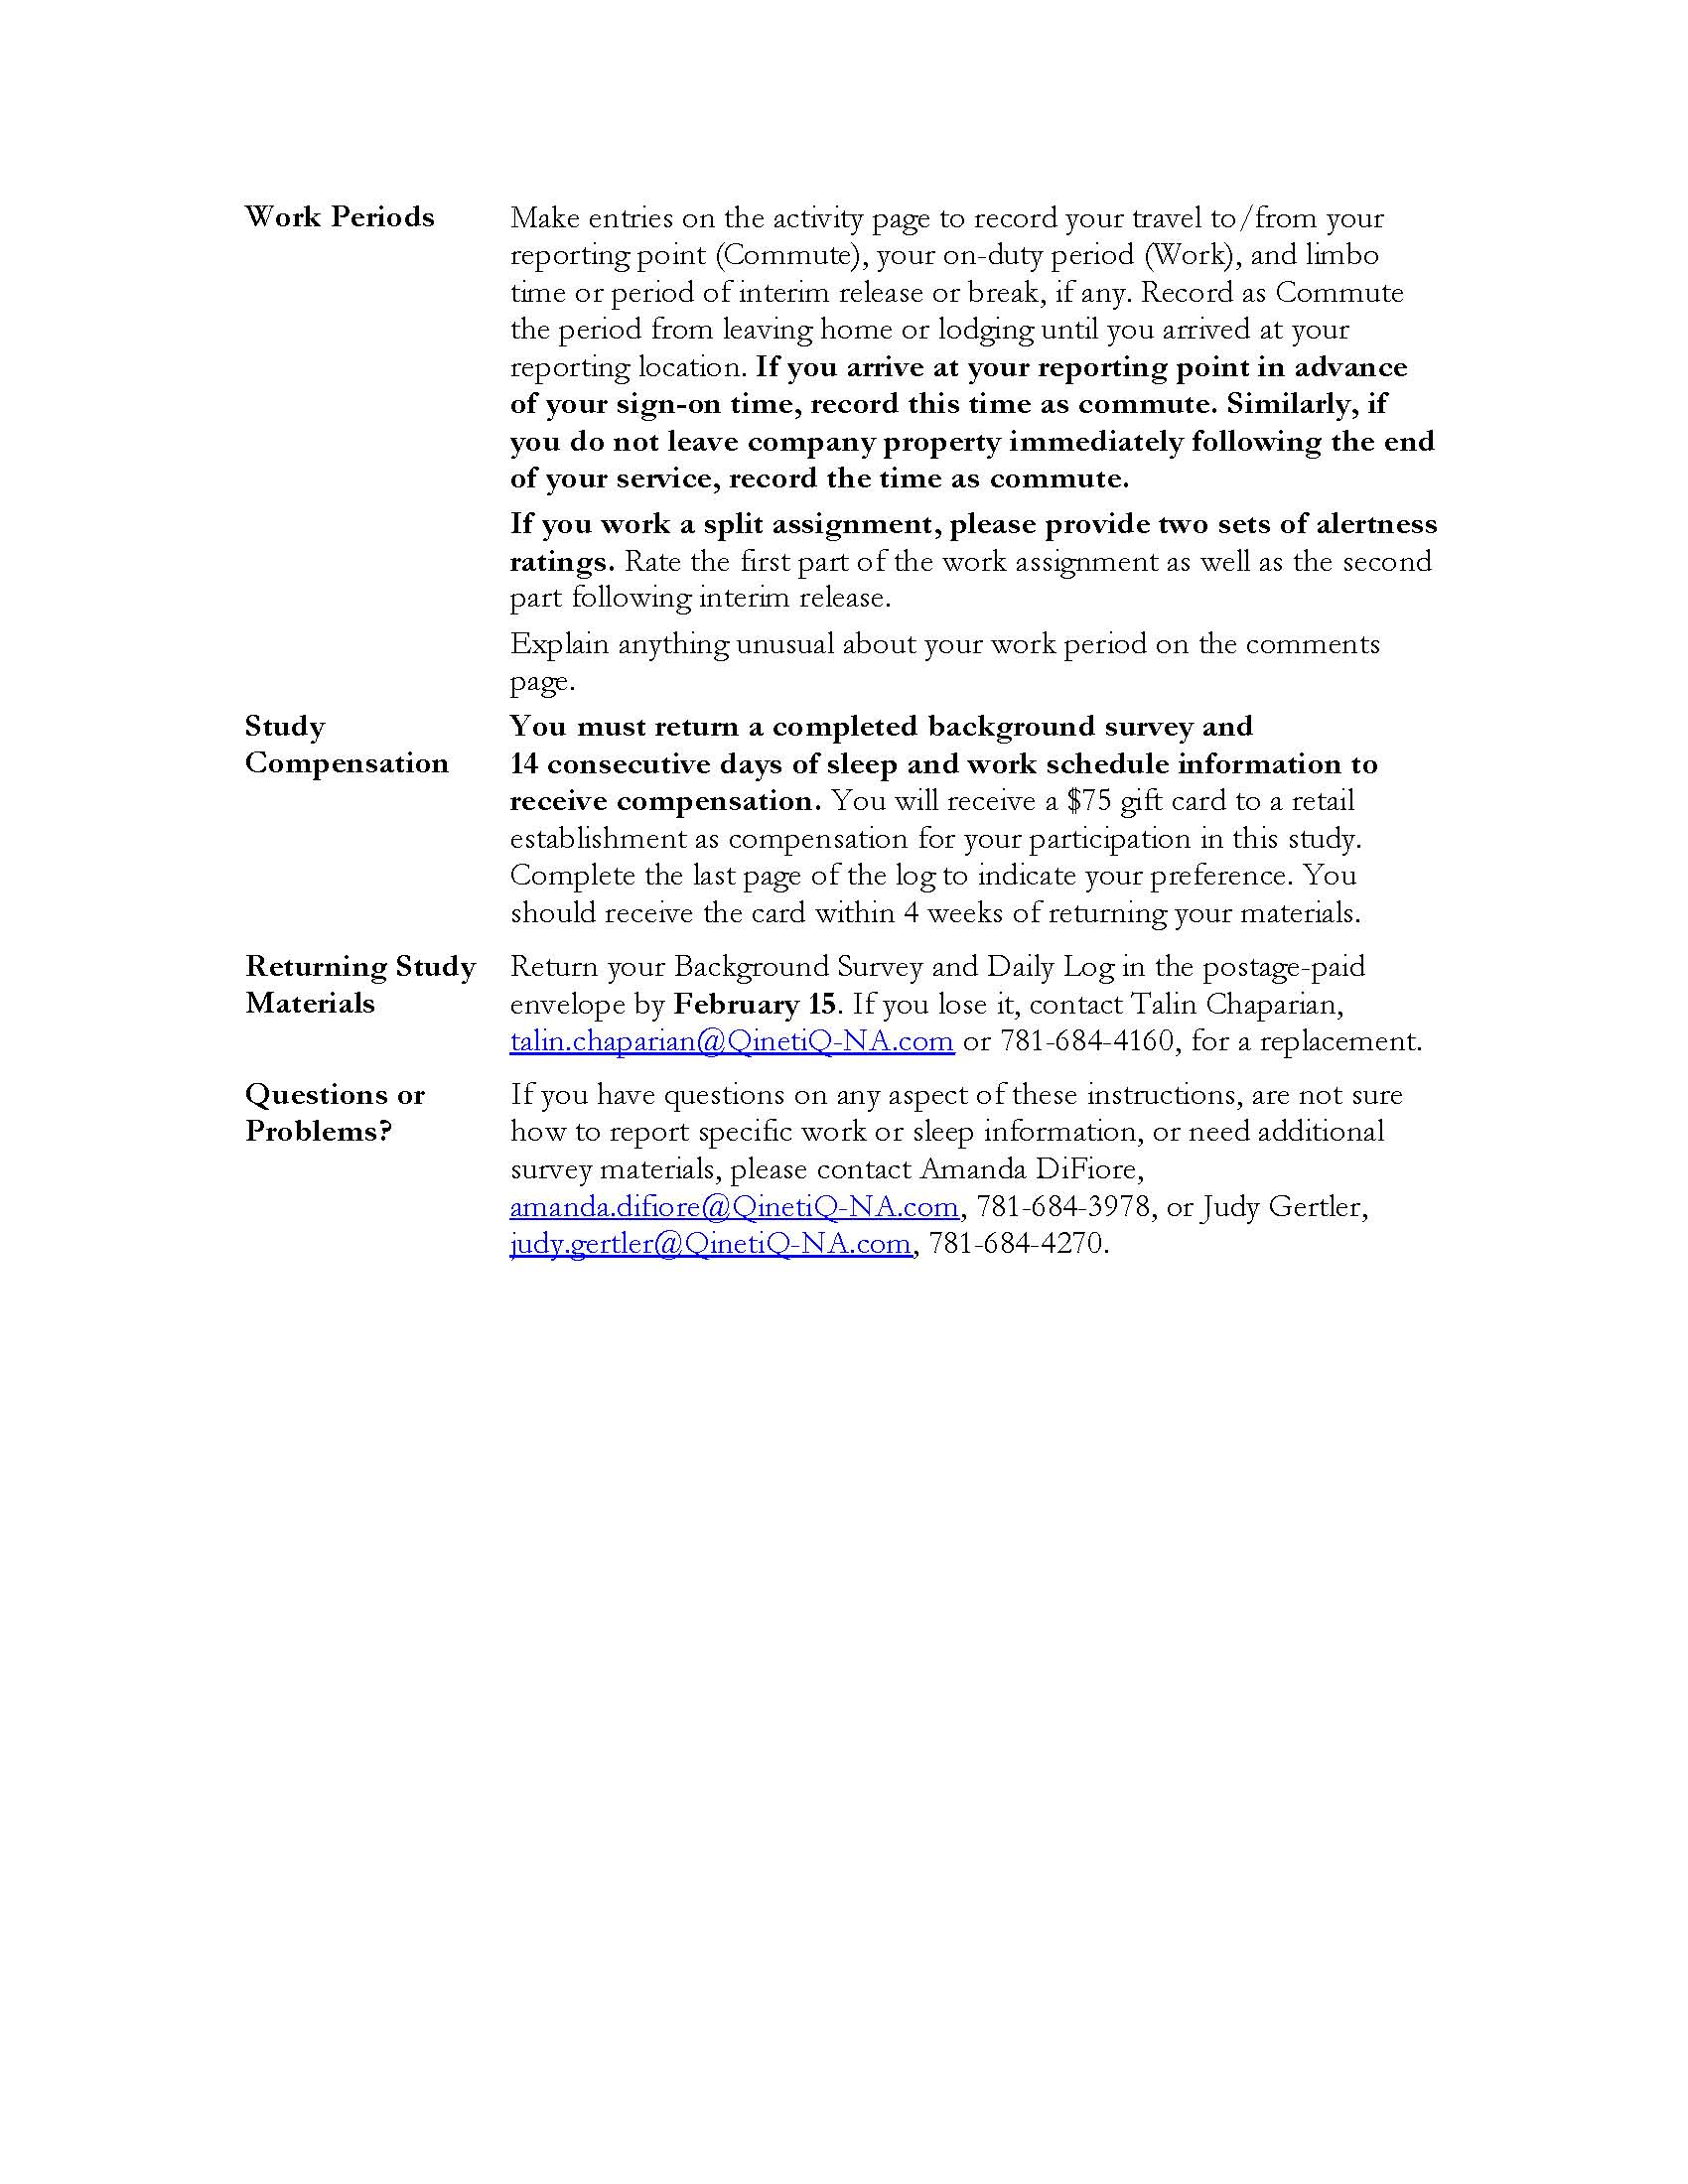 Work Periods
Make entries on the activity page to record your travel to/from your
reporting point (Commute), your on-duty period (Work), and limbo
time or period of interim release or break, if any. Record as Commute
the period from leaving home or lodging until you arrived at your
reporting location. If you arrive at your reporting point in advance
of your sign-on time, record this time as commute. Similarly, if
you do not leave company property immediately following the end
of your service, record the time as commute.
If you work a split assignment, please provide two sets of alertness
ratings. Rate the first part of the work assignment as well as the second
part following interim release.
Explain anything unusual about your work period on the comments
page.
Study
Compensation
You must return a completed background survey and
14 consecutive days of sleep and work schedule information to
receive compensation. You will receive a $75 gift card to a retail
establishment as compensation for your participation in this study.
Complete the last page of the log to indicate your preference. You
should receive the card within 4 weeks of returning your materials.
Returning Study
Materials
Return your Background Survey and Daily Log in the postage-paid
envelope by February 15. If you lose it, contact Talin Chaparian,
talin.chaparian@QinetiQ-NA.com or 781-684-4160, for a replacement.
Questions or
Problems?
If you have questions on any aspect of these instructions, are not sure
how to report specific work or sleep information, or need additional
survey materials, please contact Amanda DiFiore,
amanda.difiore@QinetiQ-NA.com, 781-684-3978, or Judy Gertler,
judy.gertler@QinetiQ-NA.com, 781-684-4270.